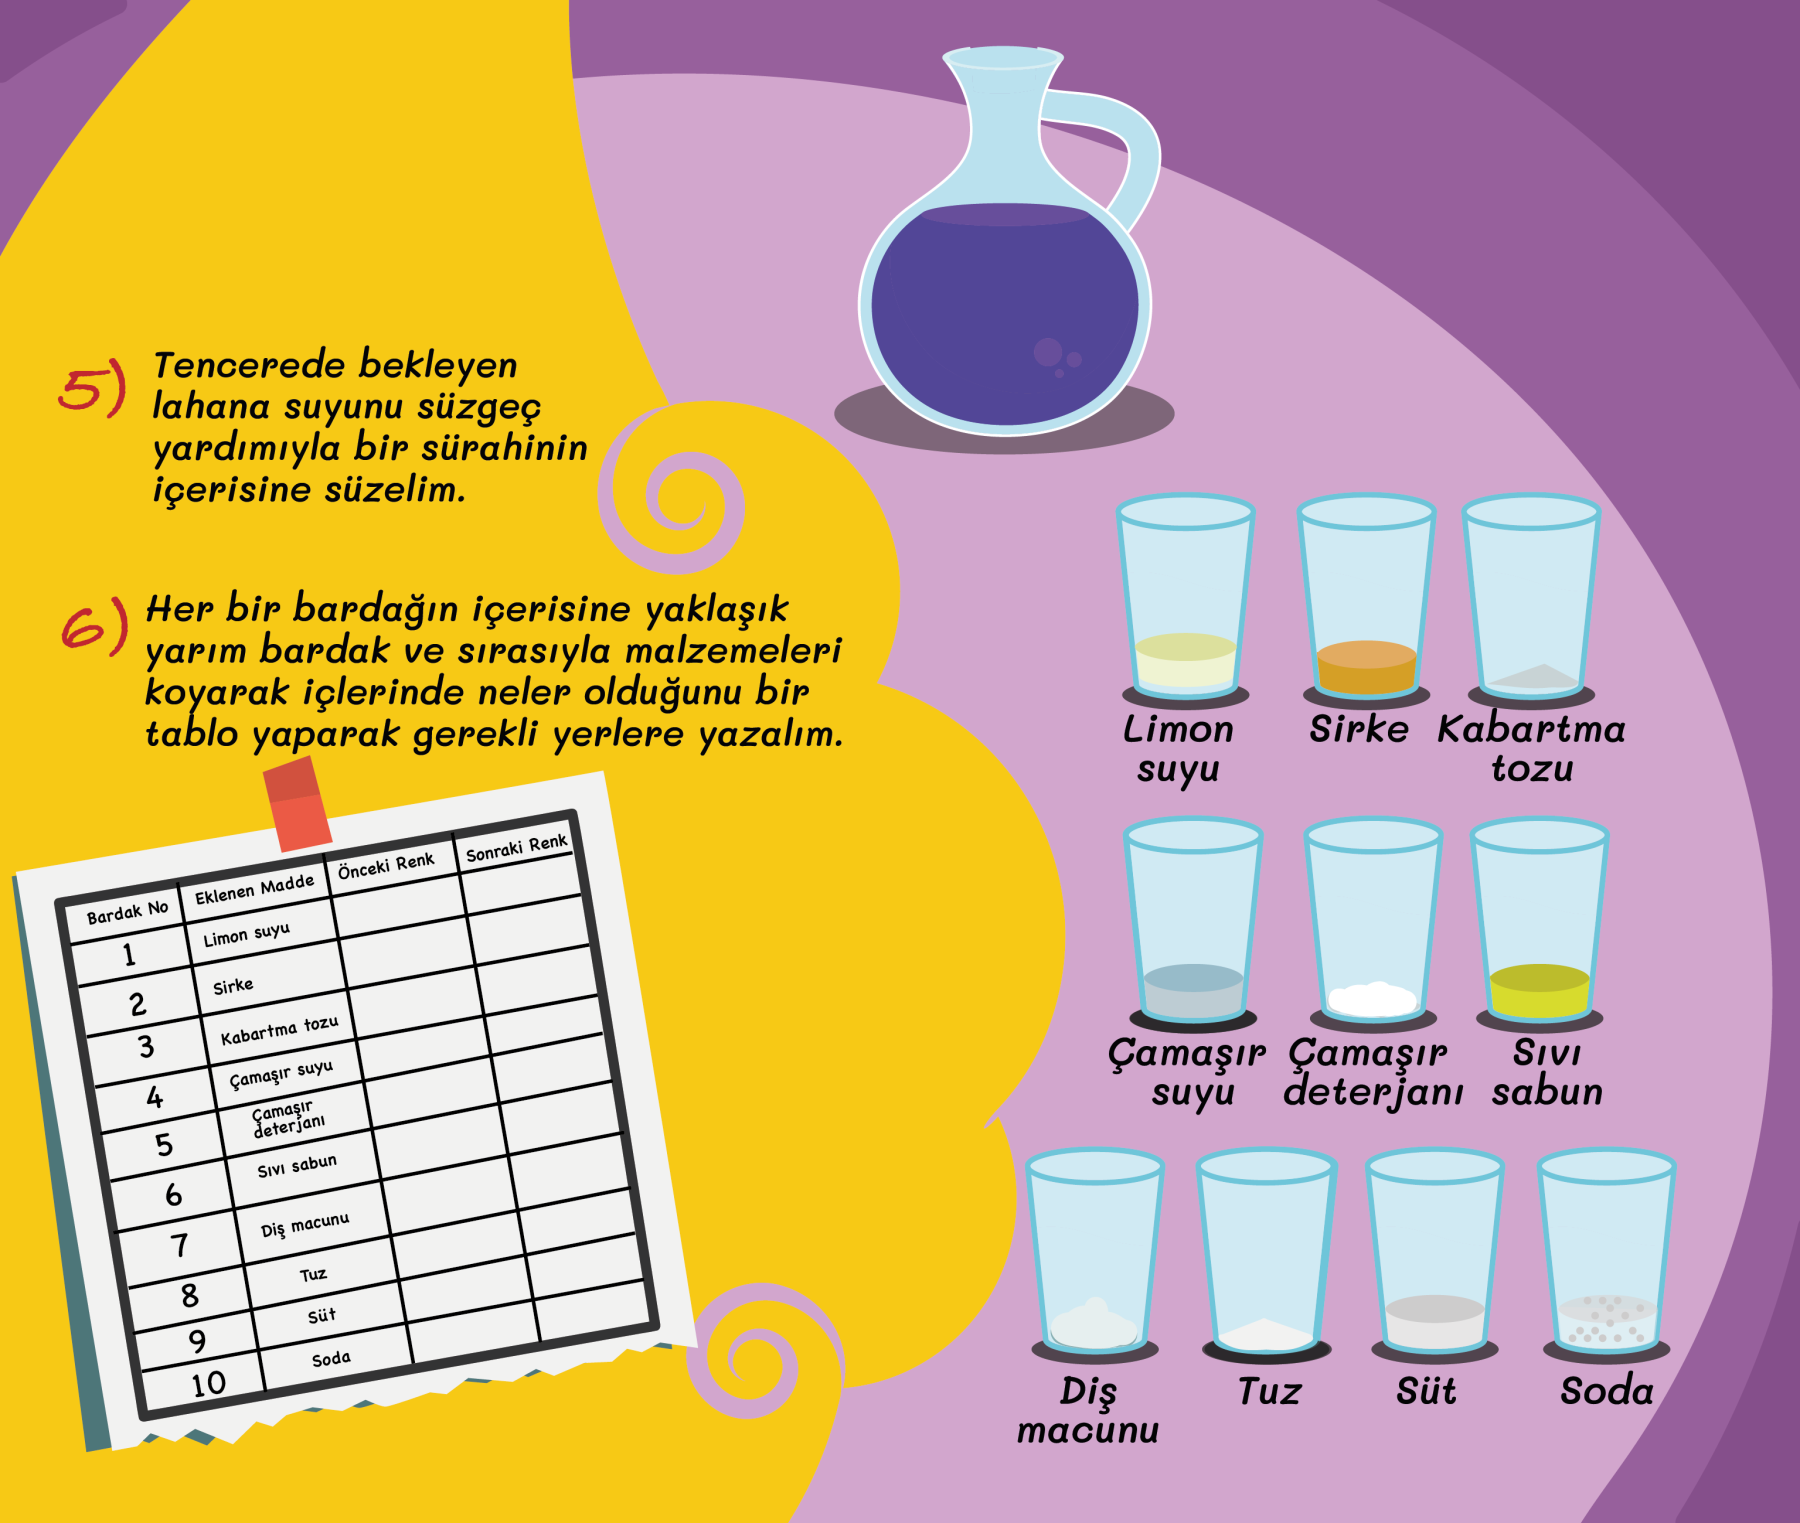 5)
Tencerede bekleyen
lahana suyunu süzgeç
yardımıyla bir sürahinin
içerisine süzelim.
6)
Her bir bardağın içerisine yaklaşık
yarım bardak ve sırasıyla malzemeleri
koyarak içlerinde neler olduğunu bir
tablo yaparak gerekli yerlere yazalım.
Bardak No Eklenen Madde Önceki Renk Sonraki Renk
1 Limon suyu
2 Sirke
3 Kabartma tozu
4 Çamaşır suyu
5 Çamaşır
deterjanı
6 Sıvı sabun
7 Diş macunu
8 Tuz
9 Süt
10 Soda
Limon
suyu
Sirke
Kabartma
tozu
Çamaşır
suyu
Çamaşır
deterjanı
Sıvı
sabun
Diş
macunu
Tuz
Süt
Soda